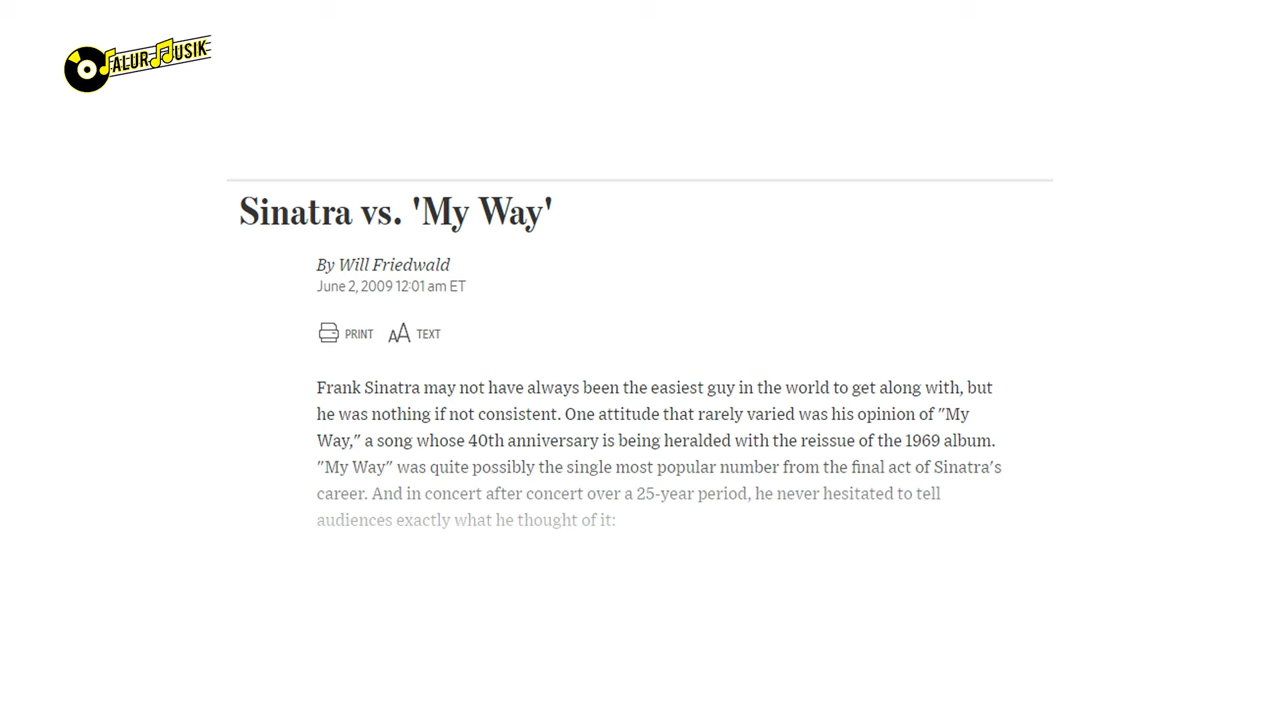 ALUR MUSIK
Sinatra vs. 'My Way'
By Will Friedwald
June 2, 2009 12:01 am ET
PRINT AA TEXT
Frank Sinatra may not have always been the easiest guy in the world to get along with, but
he was nothing if not consistent. One attitude that rarely varied was his opinion of "My
Way," a song whose 40th anniversary is being heralded with the reissue of the 1969 album.
"My Way" was quite possibly the single most popular number from the final act of Sinatra's
career. And in concert after concert over a 25-year period, he never hesitated to tell
audiences exactly what he thought of it: